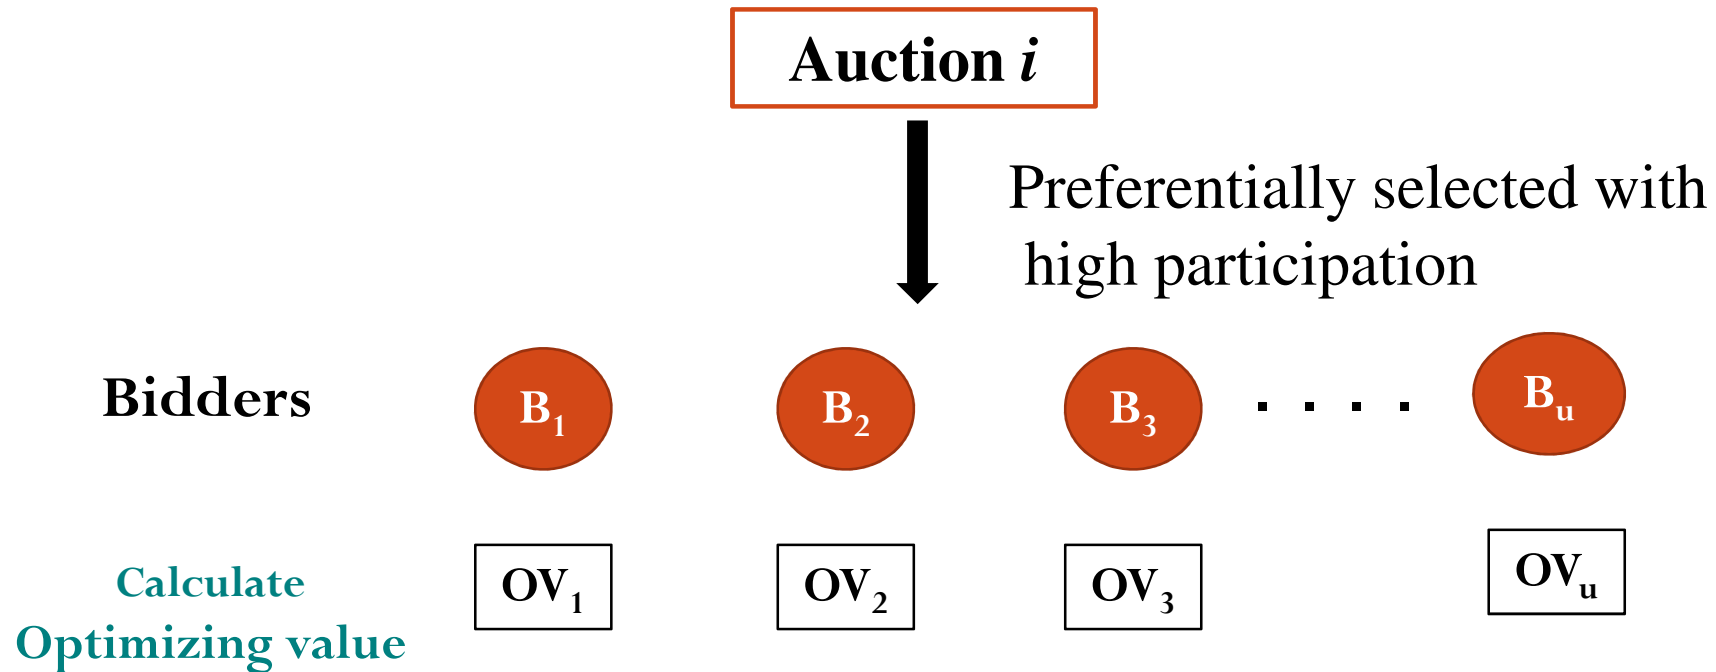 Auction i
Preferentially selected with
high participation
Bidders
B₁ B₂ B₃ . . . . Bᵤ
Calculate
Optimizing value
OV₁ OV₂ OV₃ OVᵤ